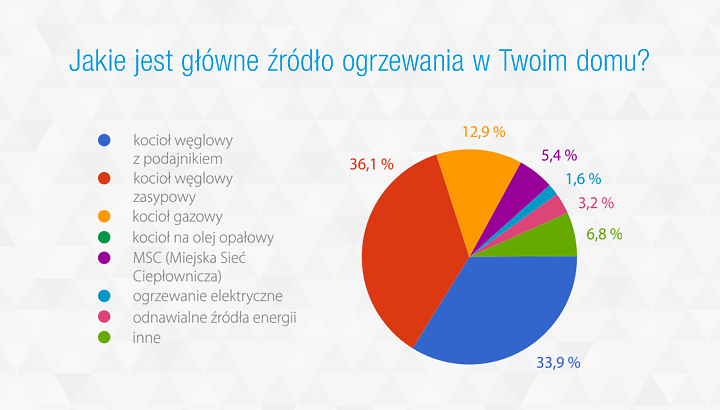 Jakie jest główne źródło ogrzewania w Twoim domu?
kocioł węglowy
z podajnikiem
kocioł węglowy
zasypowy
kocioł gazowy
kocioł na olej opałowy
MSC (Miejska Sieć
Ciepłownicza)
ogrzewanie elektryczne
odnawialne źródła energii
inne
12,9 %
5,4 %
36,1 %
1,6 %
3,2 %
6,8 %
33,9 %